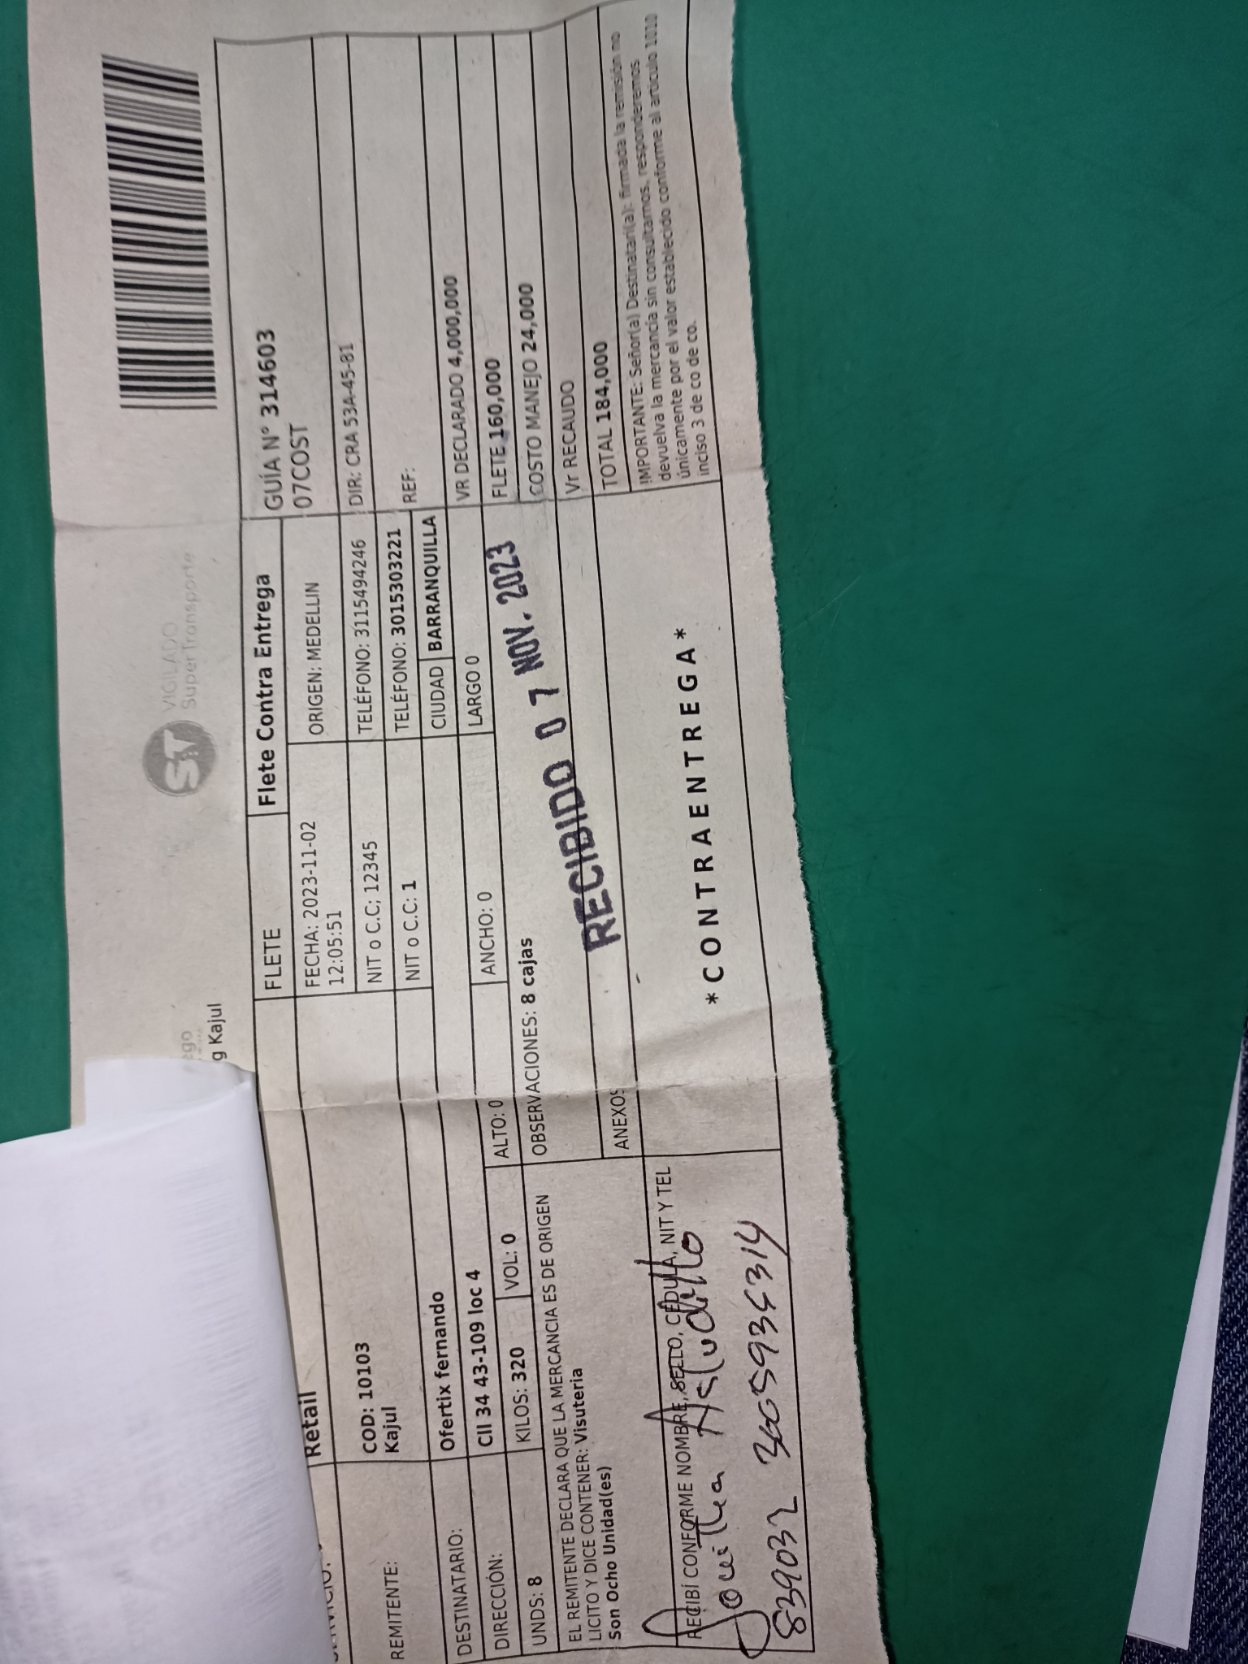 VIGILADO
SuperTransporte
g Kajul
Retail
FLETE
Flete Contra Entrega
GUÍA Nº 314603
07COST
REMITENTE:
COD: 10103
Kajul
FECHA: 2023-11-02
12:05:51
ORIGEN: MEDELLIN
NIT o C.C: 12345
TELÉFONO: 3115494246
DIR: CRA 53A-45-81
DESTINATARIO:
Ofertix fernando
NIT o C.C: 1
TELÉFONO: 3015303221
REF:
DIRECCIÓN:
Cll 34 43-109 loc 4
CIUDAD
BARRANQUILLA
VR DECLARADO 4,000,000
UNDS: 8
KILOS: 320
VOL: 0
ALTO: 0
ANCHO: 0
LARGO 0
FLETE 160,000
COSTO MANEJO 24,000
EL REMITENTE DECLARA QUE LA MERCANCIA ES DE ORIGEN
LICITO Y DICE CONTENER: Visuteria
Son Ocho Unidad(es)
OBSERVACIONES: 8 cajas
RECIBIDO 07 NOV. 2023
Vr RECAUDO
ANEXOS
TOTAL 184,000
RECIBÍ CONFORME NOMBRE, SELLO, CÉDULA, NIT Y TEL
Astudillo
839032
*CONTRAENTREGA*
IMPORTANTE: Señor(a) Destinatari(a): firmada la remisión no
devuelva la mercancía sin consultarnos, responderemos
únicamente por el valor establecido conforme al artículo 1010
inciso 3 de co de co.